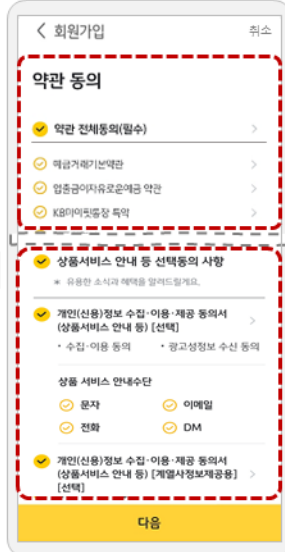 < 회원가입 취소
약관 동의
약관 전체동의(필수) >
예금거래기본약관 >
입출금이자유로운예금 약관 >
KB마이핏통장 특약 >
상품서비스 안내 등 선택동의 사항
* 유용한 소식과 혜택을 알려드릴게요.
개인(신용)정보 수집·이용·제공 동의서
(상품서비스 안내 등) [선택] >
· 수집·이용 동의 · 광고성정보 수신 동의
상품 서비스 안내수단
문자 이메일
전화 DM
개인(신용)정보 수집·이용·제공 동의서
(상품서비스 안내 등) [계열사정보제공용] >
[선택]
다음